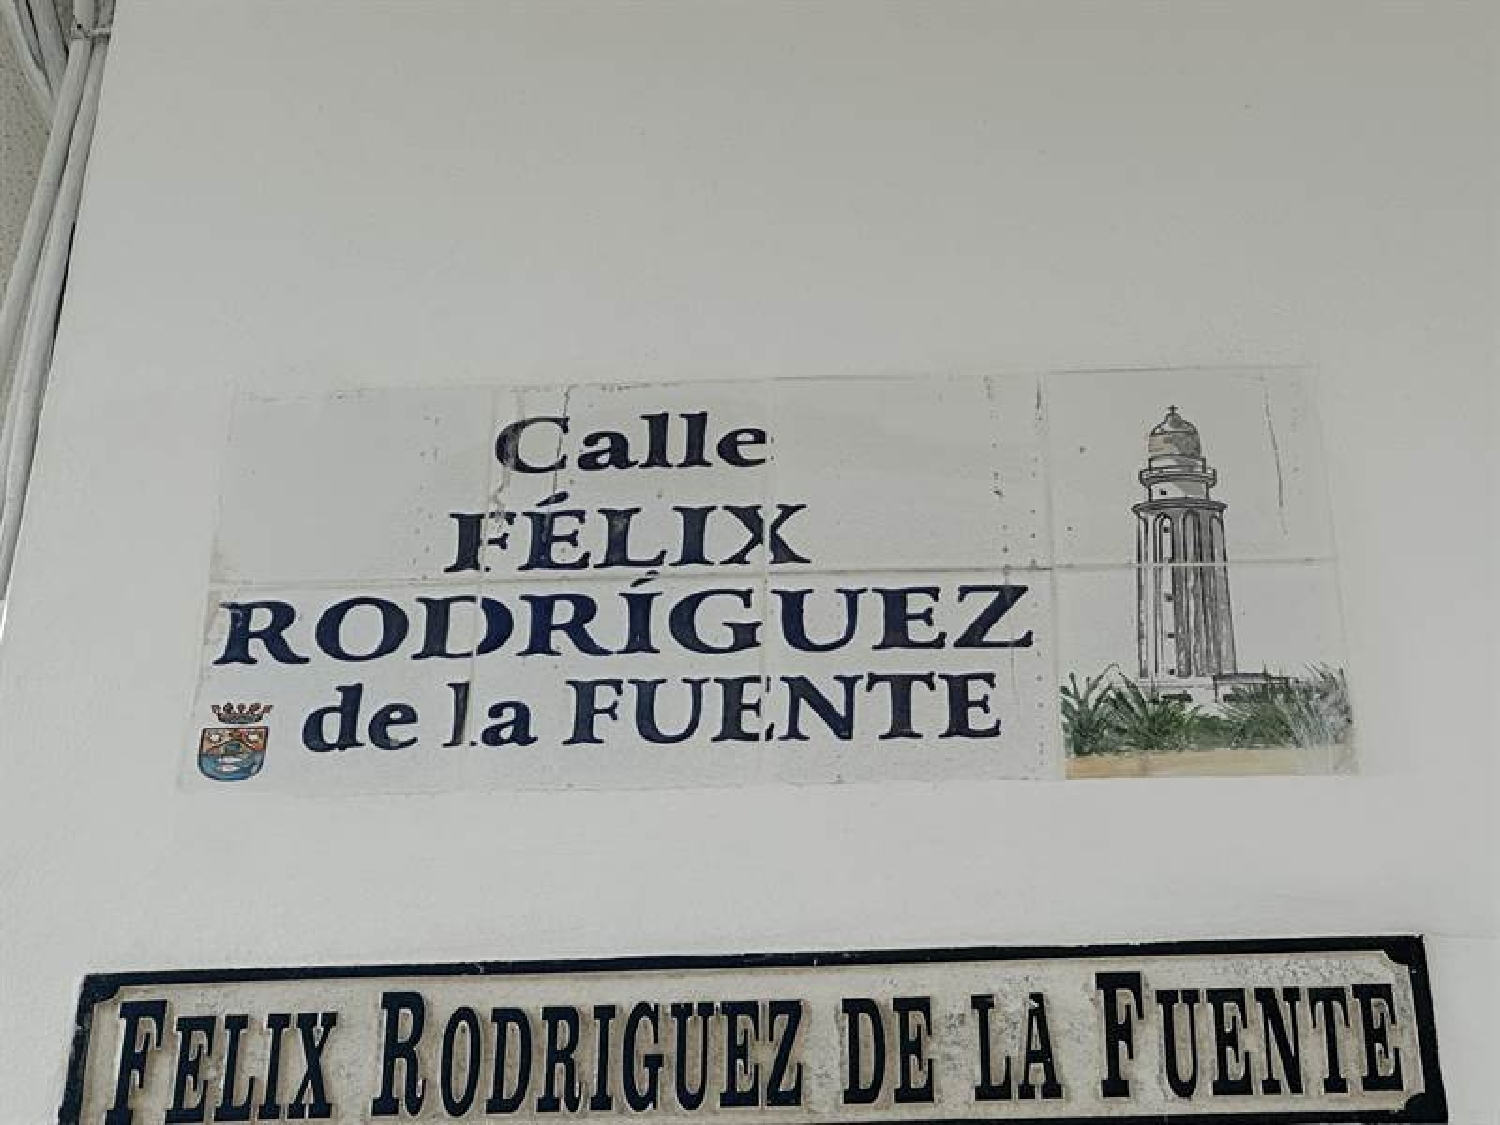 Calle
FÉLIX
RODRÍGUEZ
de la FUENTE
FELIX RODRIGUEZ DE LA FUENTE